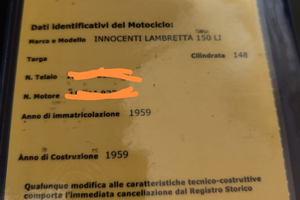 Dati identificativi del Motociclo:
Marca e Modello INNOCENTI LAMBRETTA 150 LI
Targa Cilindrata 148
N. Telaio
N. Motore
Anno di immatricolazione 1959
Anno di Costruzione 1959
Qualunque modifica alle caratteristiche tecnico-costruttive
comporta l'immediata cancellazione dal Registro Storico